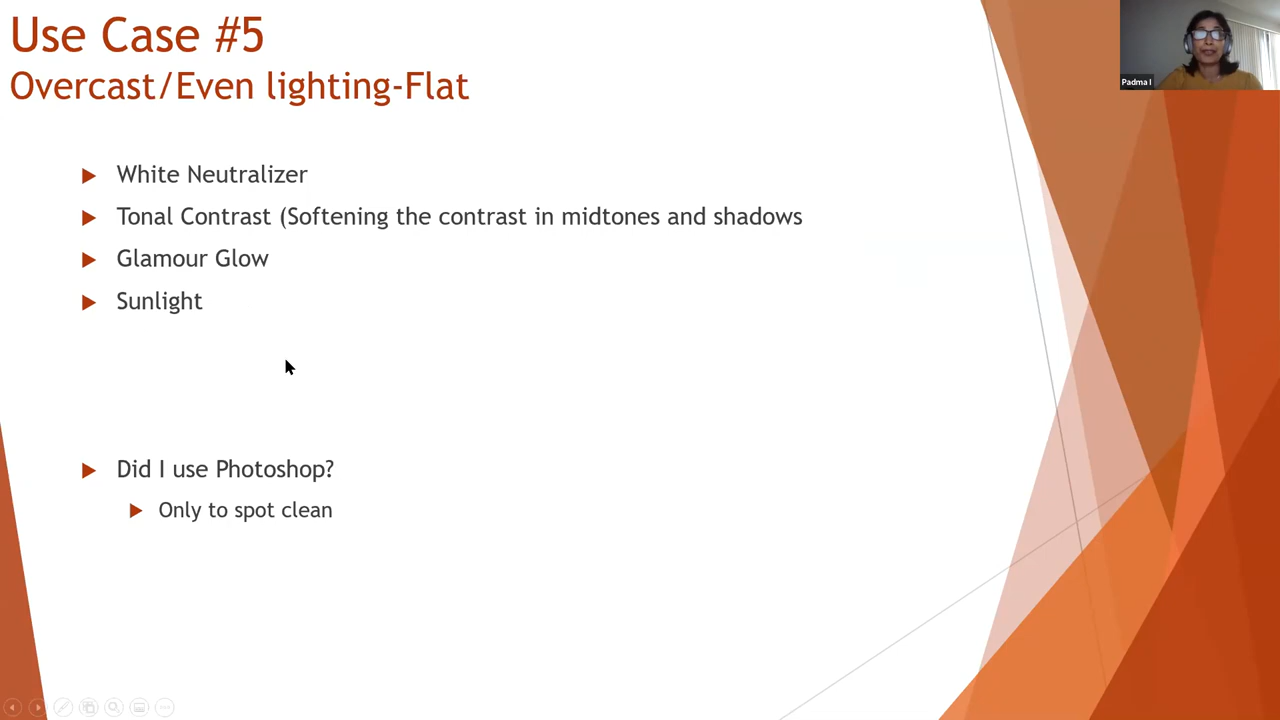 Use Case #5
Overcast/Even lighting-Flat
White Neutralizer
Tonal Contrast (Softening the contrast in midtones and shadows
Glamour Glow
Sunlight
Did I use Photoshop?
Only to spot clean
Padma I